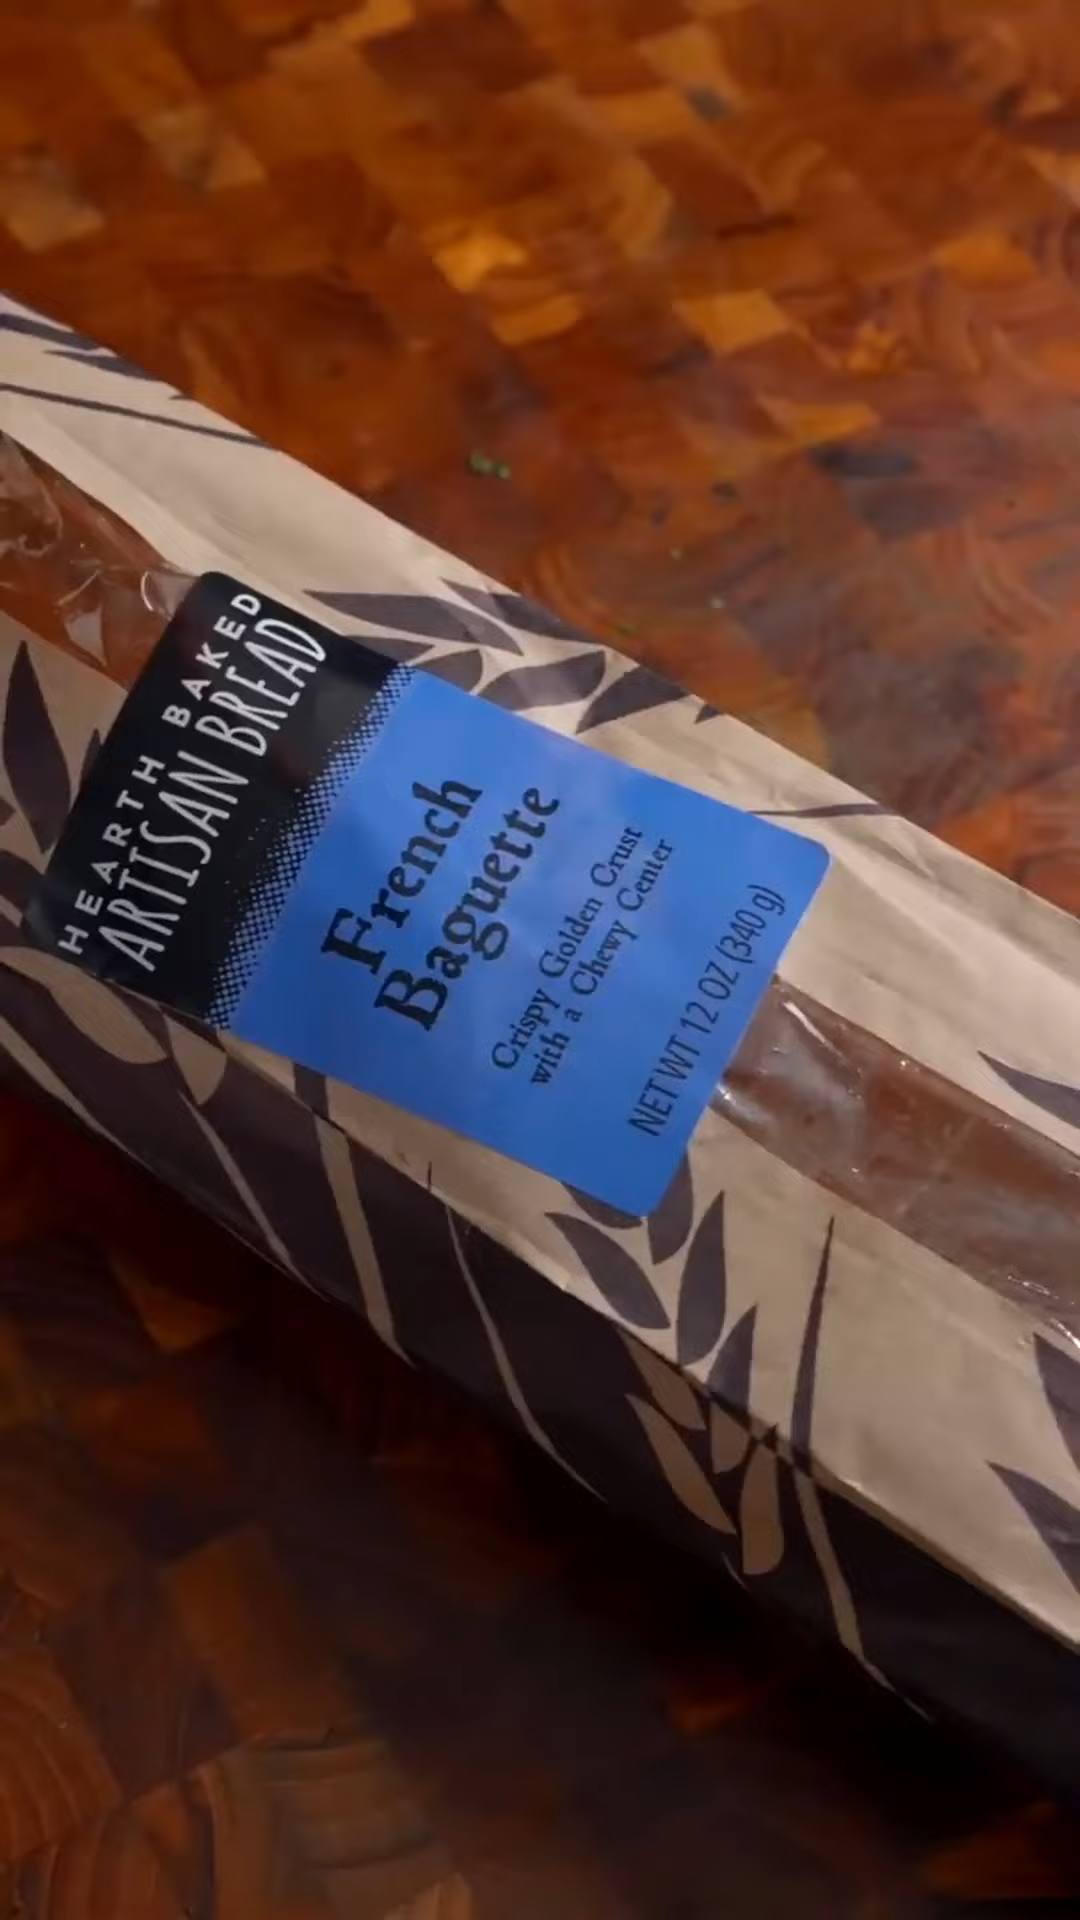 HEARTH BAKED
ARTISAN BREAD
French
Baguette
Crispy Golden Crust
with a Chewy Center
NET WT 12 OZ (340 g)